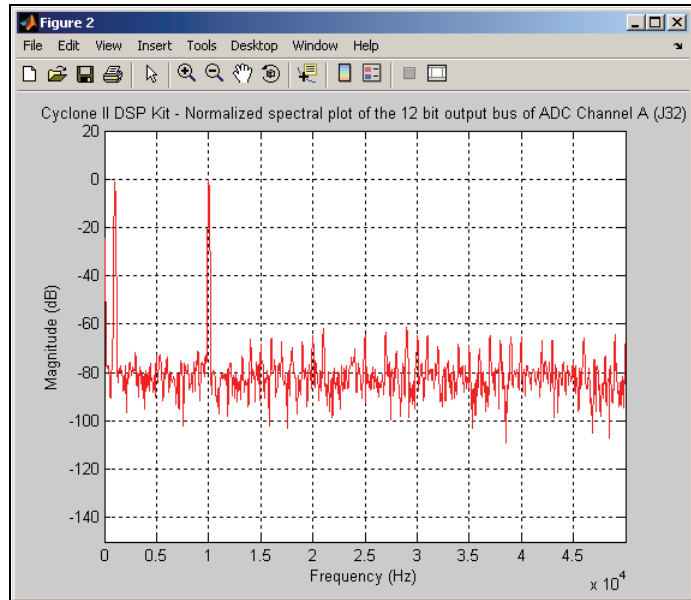 Figure 2
File Edit View Insert Tools Desktop Window Help
Cyclone II DSP Kit - Normalized spectral plot of the 12 bit output bus of ADC Channel A (J32)
20
0
-20
-40
-60
-80
-100
-120
-140
Magnitude (dB)
0 0.5 1 1.5 2 2.5 3 3.5 4 4.5
Frequency (Hz)
x 10^4